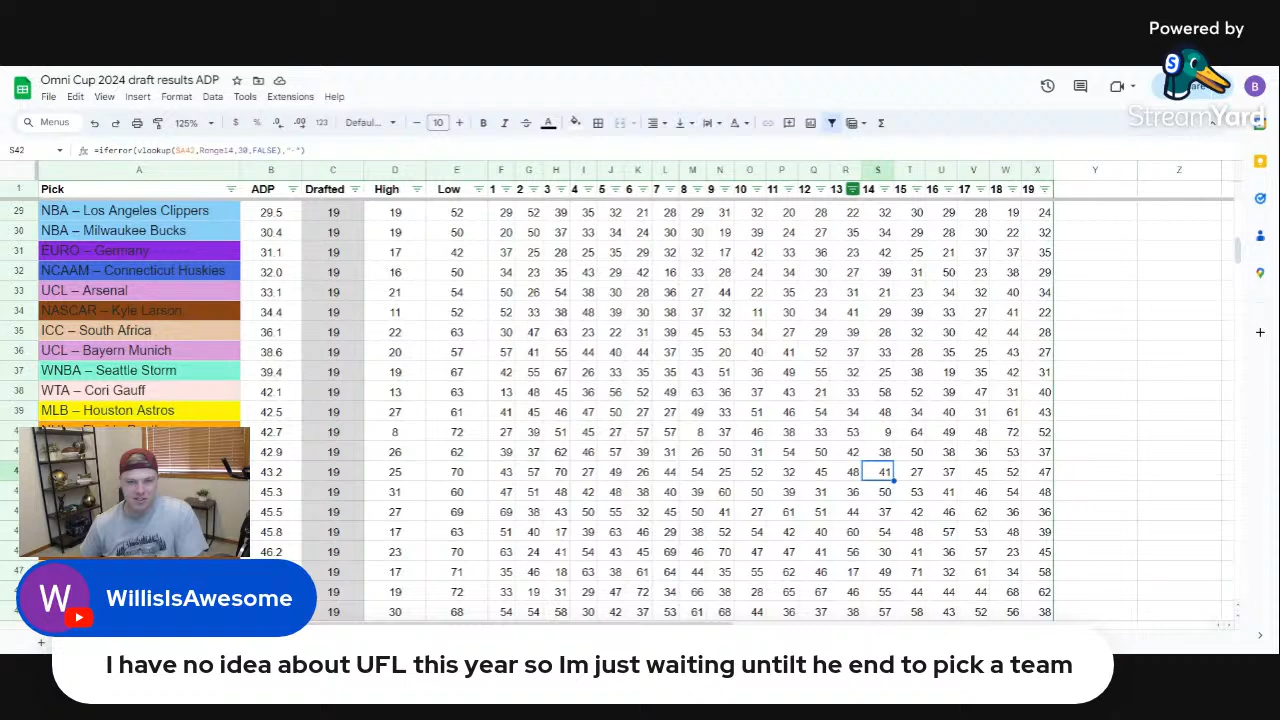 Powered by
StreamYard
Omni Cup 2024 draft results ADP
File Edit View Insert Format Data Tools Extensions Help
Menus 125% $ % .0 .00 123 Defaul... 10 B I A
S42 =iferror(vlookup($A42,Range14,30,FALSE),"-")
A B C D E F G H I J K L M N O P Q R S T U V W X Y Z
1 Pick ADP Drafted High Low 1 2 3 4 5 6 7 8 9 10 11 12 13 14 15 16 17 18 19
29 NBA – Los Angeles Clippers 29.5 19 19 52 29 52 39 35 32 21 28 29 31 32 20 28 22 32 30 29 28 19 24
30 NBA – Milwaukee Bucks 30.4 19 19 50 20 50 37 33 34 24 30 30 19 39 24 27 35 34 29 28 30 22 32
31 EURO – Germany 31.1 19 17 42 37 25 28 25 35 29 32 32 17 42 33 36 23 42 25 21 37 37 35
32 NCAAM – Connecticut Huskies 32.0 19 16 50 34 23 35 43 29 42 16 33 28 24 34 30 27 39 31 50 23 38 29
33 UCL – Arsenal 33.1 19 21 54 50 26 54 38 30 28 36 27 44 22 35 23 31 21 23 34 32 40 34
34 NASCAR – Kyle Larson 34.4 19 11 52 52 33 38 48 39 30 38 37 32 11 30 34 41 29 39 33 27 41 22
35 ICC – South Africa 36.1 19 22 63 30 47 63 23 22 31 39 45 53 34 27 29 39 28 32 30 42 44 28
36 UCL – Bayern Munich 38.6 19 20 57 57 41 55 44 40 44 37 35 20 40 41 52 37 33 28 35 25 43 27
37 WNBA – Seattle Storm 39.4 19 19 67 42 55 67 26 33 35 35 43 51 36 49 35 32 25 38 19 35 42 31
38 WTA – Cori Gauff 42.1 19 13 63 13 48 45 36 56 52 49 63 36 37 43 21 33 58 52 39 47 31 40
39 MLB – Houston Astros 42.5 19 27 61 41 45 46 47 50 27 27 49 33 51 46 54 34 48 34 40 31 61 43
42.7 19 8 72 27 39 51 45 27 57 57 8 37 46 38 33 53 9 64 49 48 72 52
42.9 19 26 62 39 37 62 46 57 39 31 26 50 31 54 50 42 38 50 38 36 53 37
43.2 19 25 70 43 57 70 27 49 26 44 54 25 52 32 45 48 41 27 37 45 52 47
45.3 19 31 60 47 51 48 42 48 38 40 39 60 50 39 31 36 50 53 41 46 54 48
45.5 19 27 69 69 38 43 50 55 32 45 50 41 27 61 51 44 37 42 62 36 36
45.8 19 17 63 51 40 17 53 63 46 29 38 52 54 42 40 60 54 48 57 53 48 39
46.2 19 23 70 63 24 41 54 43 45 69 46 70 47 47 41 56 30 41 36 57 23 45
47 19 17 71 35 46 18 63 38 61 64 44 35 55 62 46 17 49 71 32 61 34 58
19 19 72 33 19 31 29 47 72 34 66 38 28 65 67 46 55 44 44 44 68 62
19 30 68 54 54 58 30 42 37 53 61 68 44 36 37 38 57 58 43 52 56 38
W WillisIsAwesome
I have no idea about UFL this year so Im just waiting untilt he end to pick a team